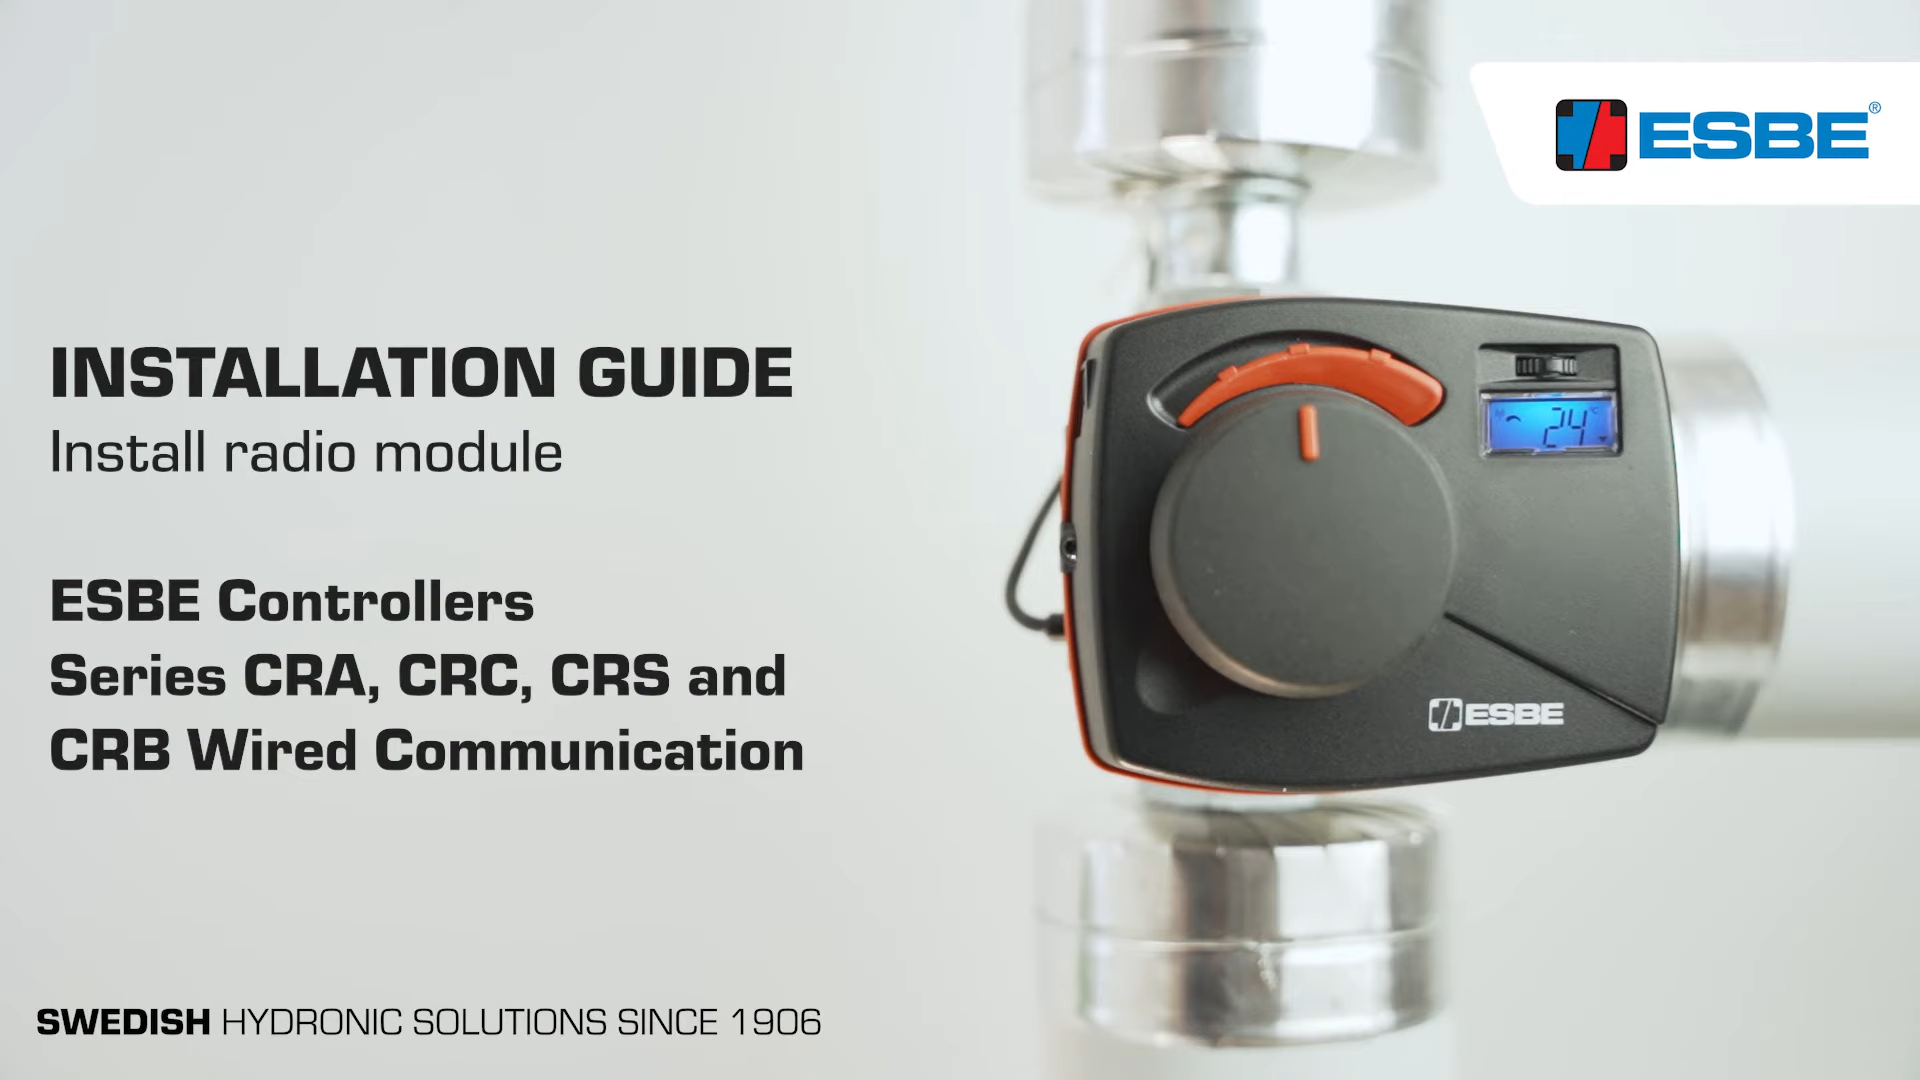 ESBE®
INSTALLATION GUIDE
Install radio module
24°C
ESBE Controllers
Series CRA, CRC, CRS and
CRB Wired Communication
ESBE
SWEDISH HYDRONIC SOLUTIONS SINCE 1906